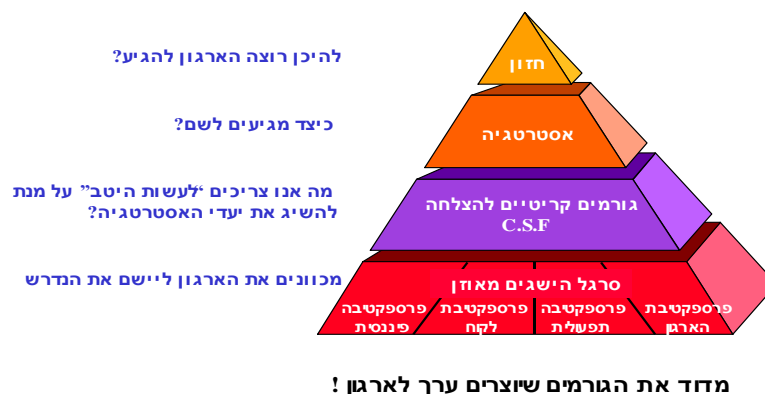 חזון
להיכן רוצה הארגון להגיע?
אסטרטגיה
כיצד מגיעים לשם?
גורמים קריטיים להצלחה
C.S.F
מה אנו צריכים “לעשות היטב” על מנת
להשיג את יעדי האסטרטגיה?
סרגל הישגים מאוזן
מכוונים את הארגון ליישם את הנדרש
פרספקטיבת
הארגון
פרספקטיבה
תפעולית
פרספקטיבת
לקוח
פרספקטיבה
פיננסית
מדוד את הגורמים שיוצרים ערך לארגון !